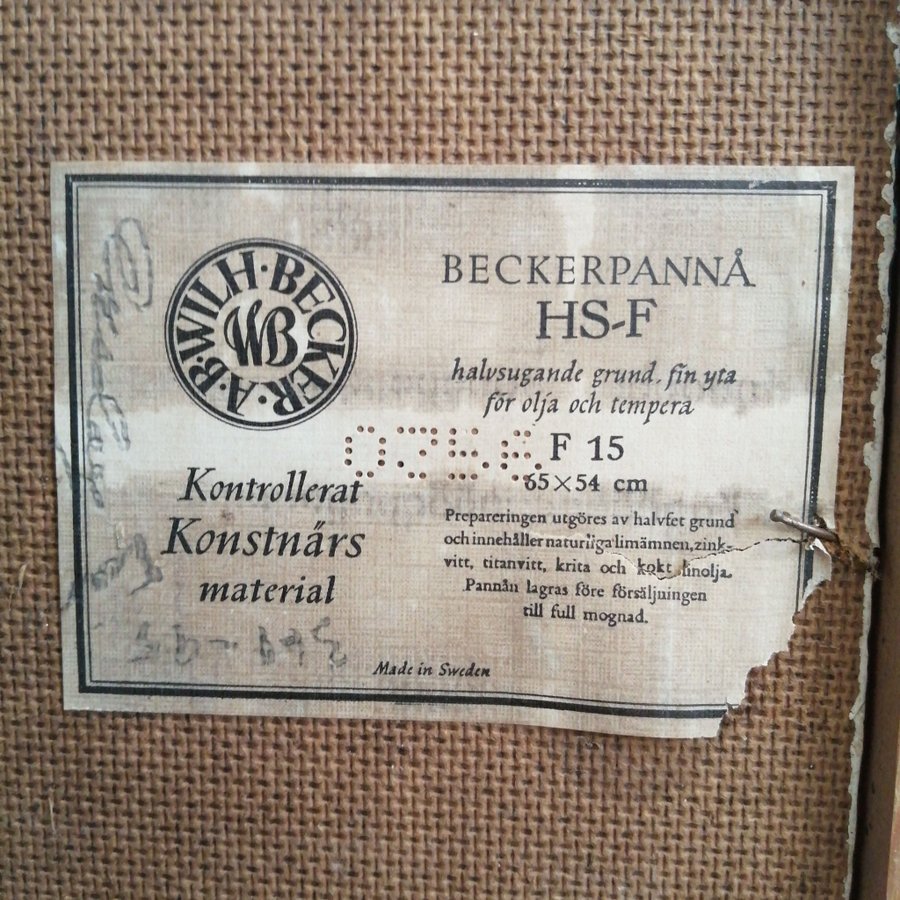 A·B·WILH·BECKER·
WB
BECKERPANNÅ
HS-F
halvsugande grund, fin yta
för olja och tempera
0256
F 15
65×54 cm
Kontrollerat
Konstnärs
material
Prepareringen utgöres av halvfet grund
och innehåller naturliga limämnen, zink-
vitt, titanvitt, krita och kokt linolja.
Pannån lagras före försäljningen
till full mognad.
Made in Sweden